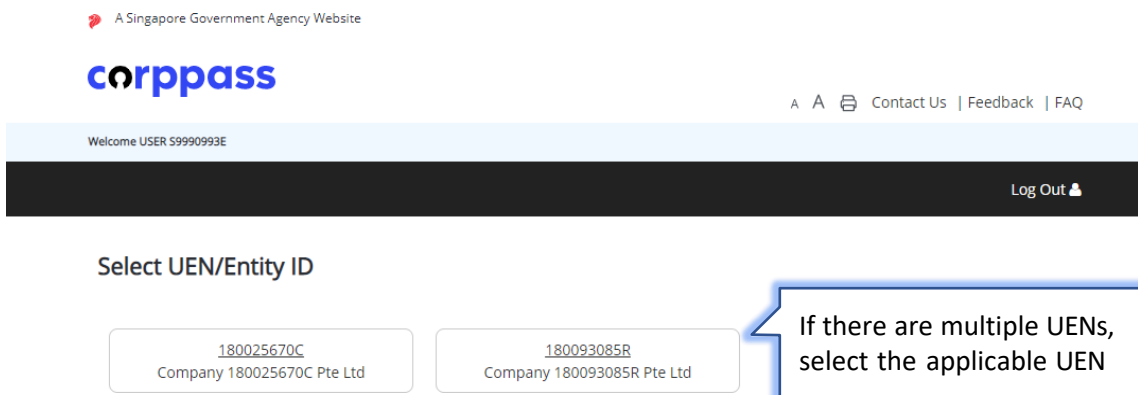 A Singapore Government Agency Website
corppass
A A Contact Us | Feedback | FAQ
Welcome USER S9990993E
Log Out
Select UEN/Entity ID
180025670C
Company 180025670C Pte Ltd
180093085R
Company 180093085R Pte Ltd
If there are multiple UENs,
select the applicable UEN